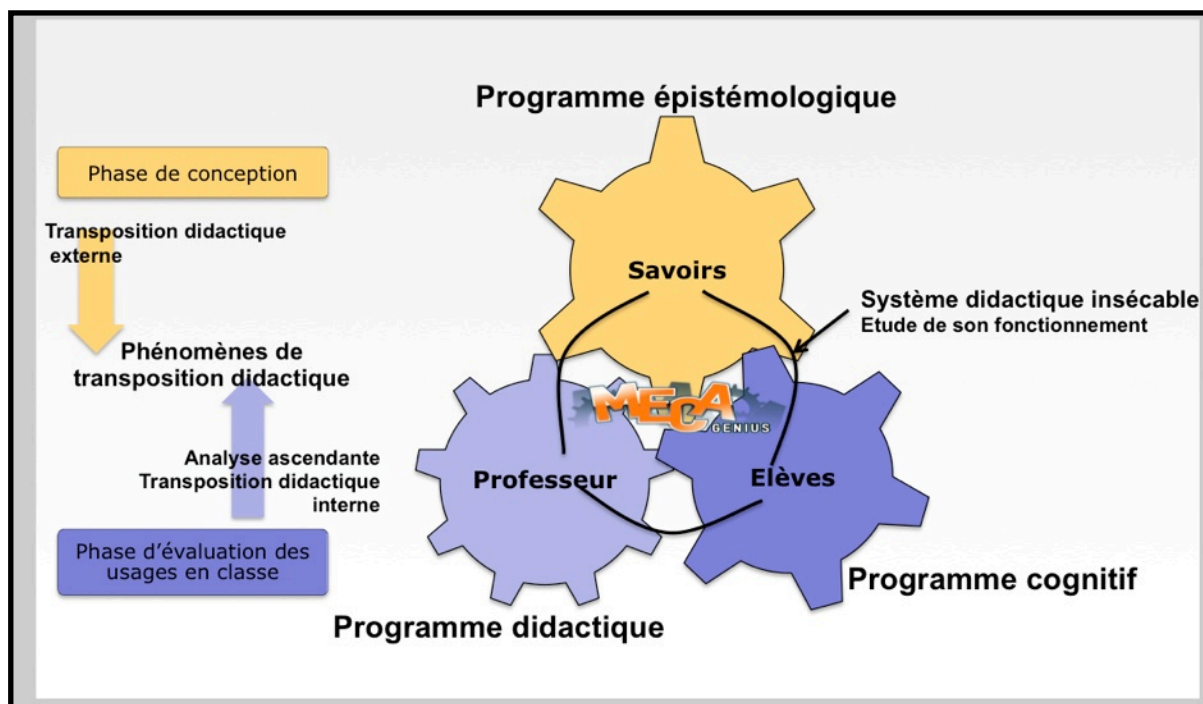 Programme épistémologique
Phase de conception
Transposition didactique
externe
Savoirs
Système didactique insécable
Etude de son fonctionnement
Phénomènes de
transposition didactique
MECA
GENIUS
Analyse ascendante
Transposition didactique
interne
Professeur
Elèves
Phase d'évaluation des
usages en classe
Programme cognitif
Programme didactique